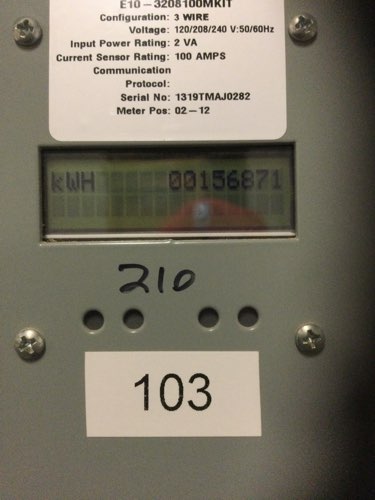 E10-3208100MKIT
Configuration: 3 WIRE
Voltage: 120/208/240 V:50/60Hz
Input Power Rating: 2 VA
Current Sensor Rating: 100 AMPS
Communication
Protocol:
Serial No: 1319TMAJ0282
Meter Pos: 02-12
kWH 00156871
210
103